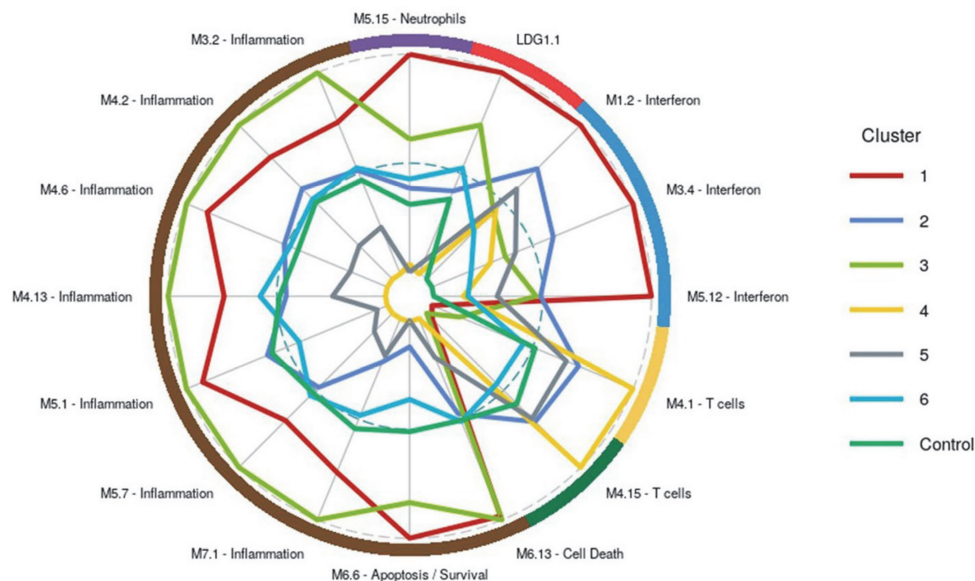 M5.15 - Neutrophils
M3.2 - Inflammation
LDG1.1
M4.2 - Inflammation
M1.2 - Interferon
Cluster
M4.6 - Inflammation
M3.4 - Interferon
1
2
3
M4.13 - Inflammation
M5.12 - Interferon
4
5
6
M5.1 - Inflammation
M4.1 - T cells
Control
M5.7 - Inflammation
M4.15 - T cells
M7.1 - Inflammation
M6.13 - Cell Death
M6.6 - Apoptosis / Survival